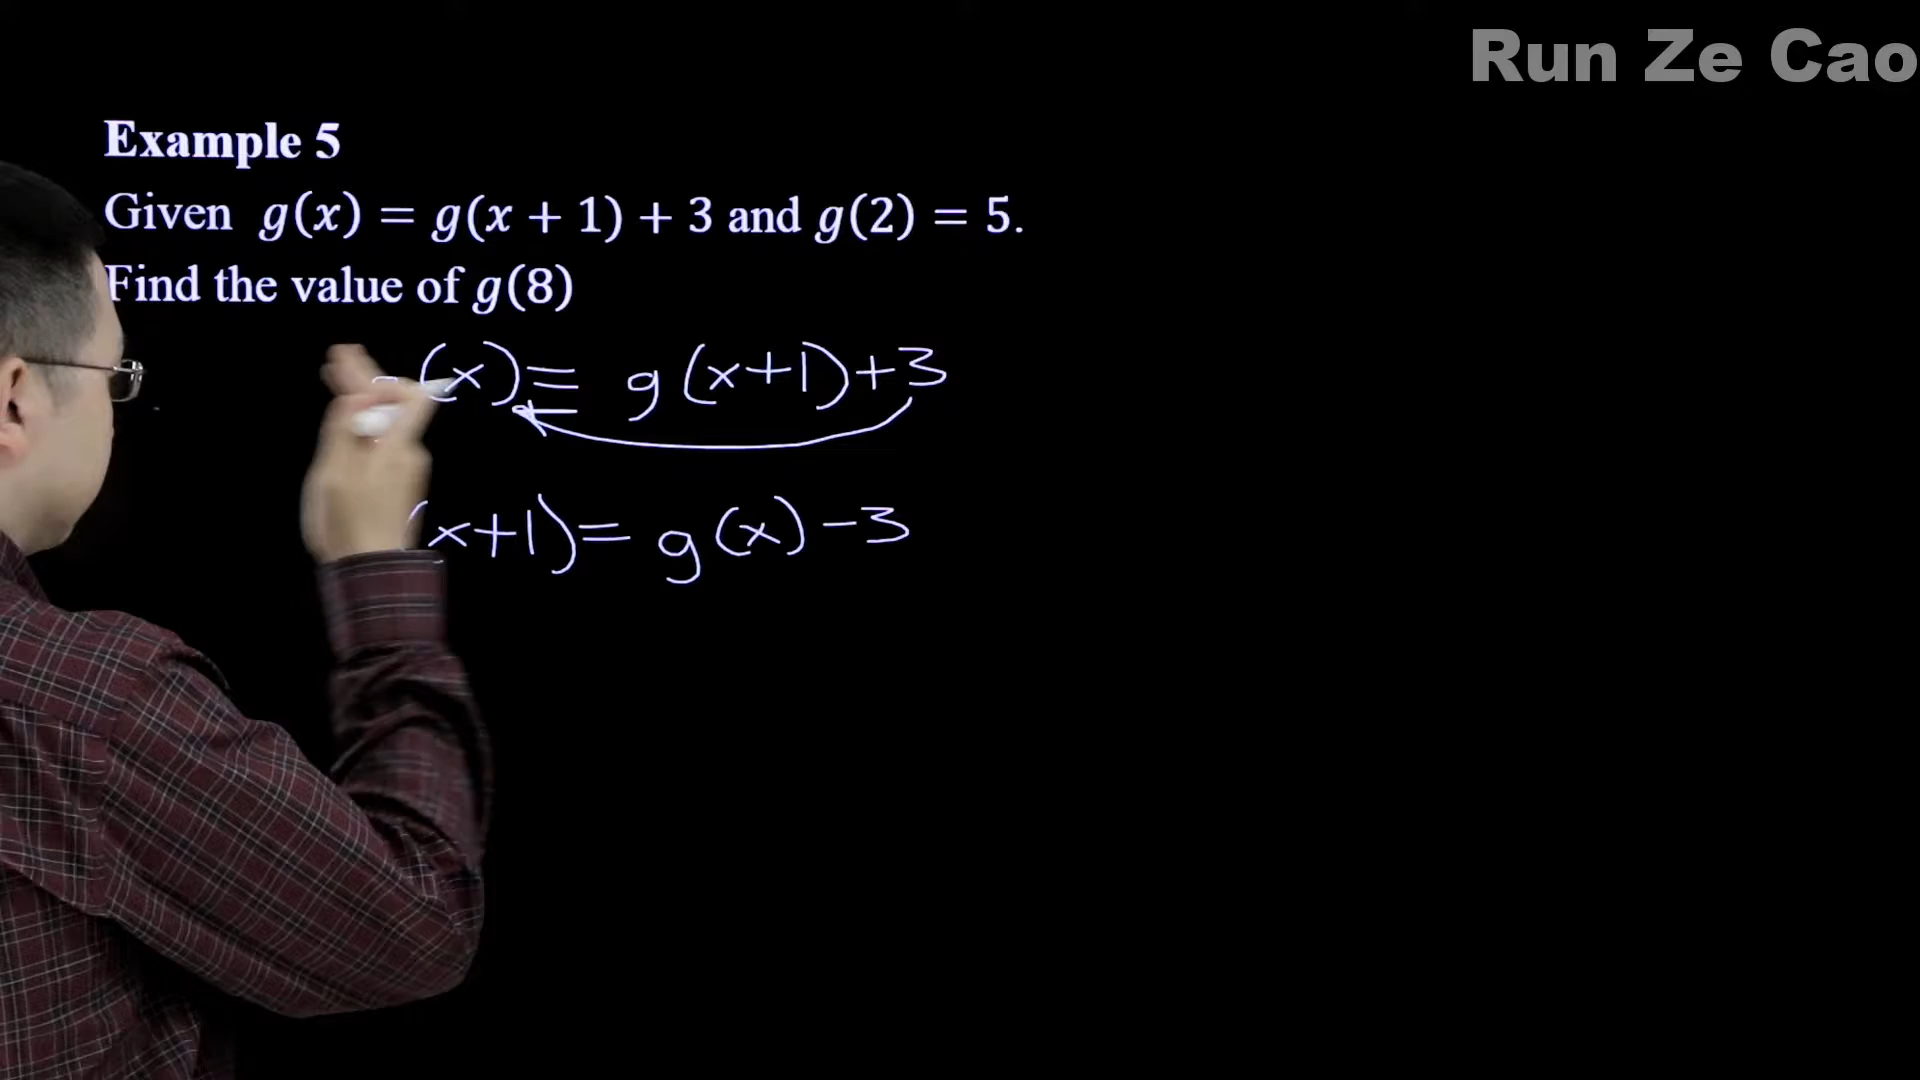 Run Ze Cao
Example 5
Given g(x) = g(x + 1) + 3 and g(2) = 5.
Find the value of g(8)
(x) = g(x+1)+3
(x+1) = g(x) -3